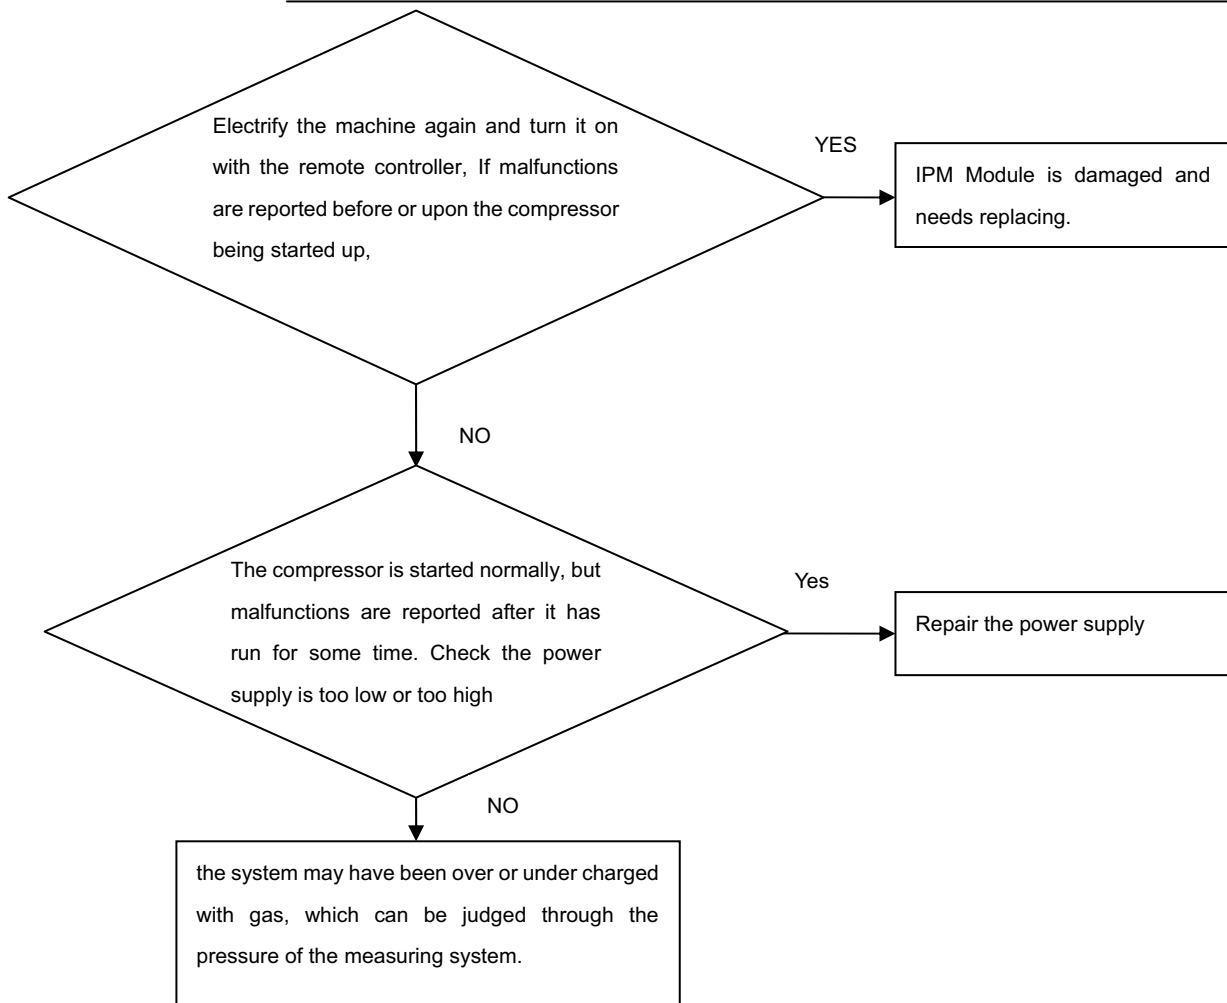 Electrify the machine again and turn it on
with the remote controller, If malfunctions
are reported before or upon the compressor
being started up,
YES
IPM Module is damaged and
needs replacing.
NO
The compressor is started normally, but
malfunctions are reported after it has
run for some time. Check the power
supply is too low or too high
Yes
Repair the power supply
NO
the system may have been over or under charged
with gas, which can be judged through the
pressure of the measuring system.